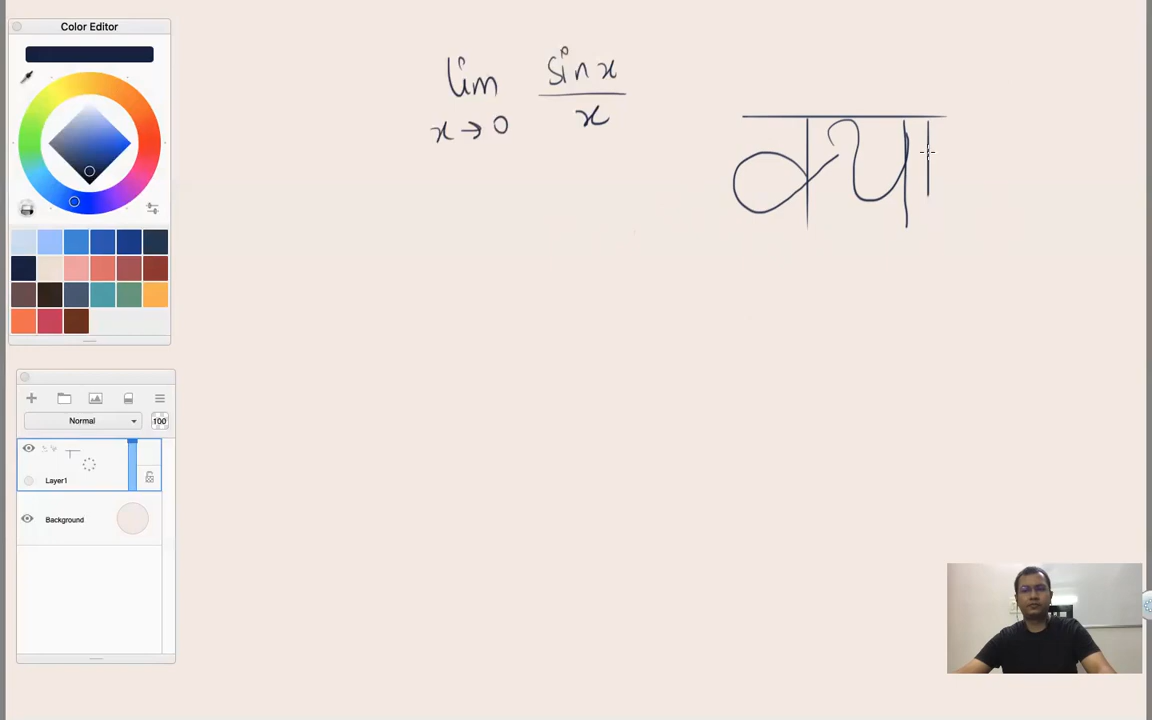 Color Editor
lim sin x / x
x → 0
क्या
Normal 100
Layer1
Background